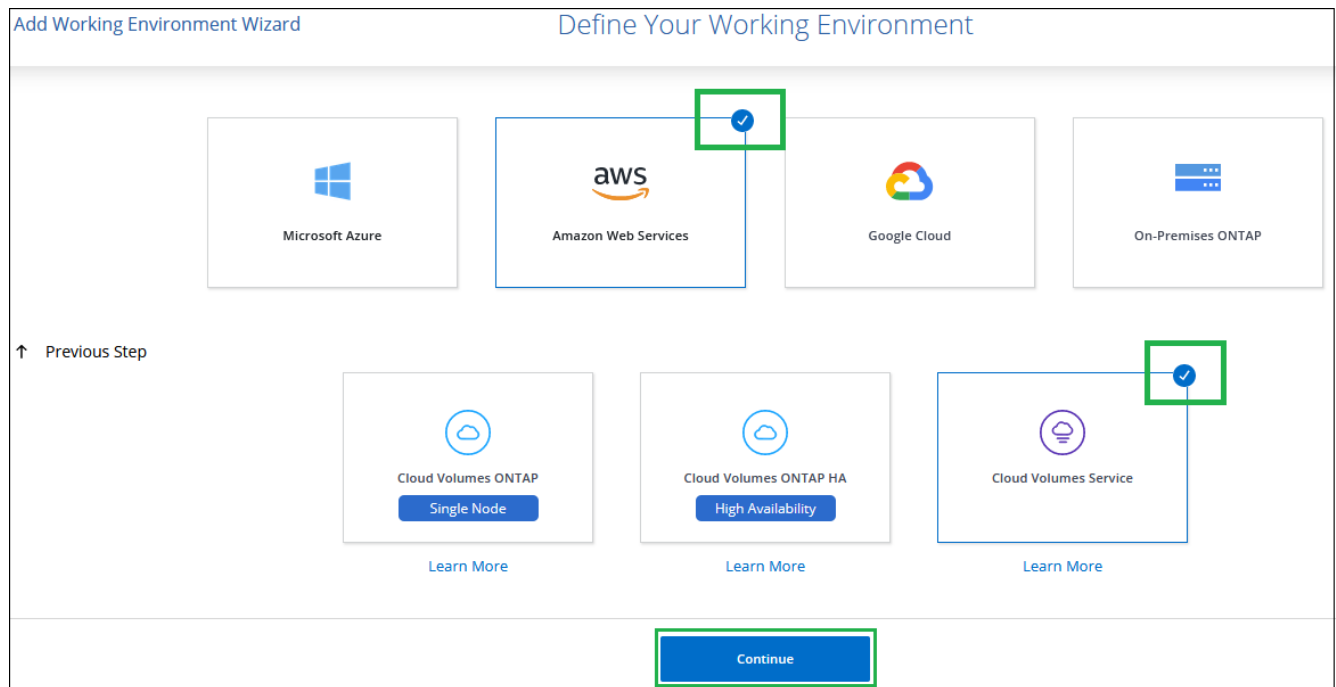 Add Working Environment Wizard
Define Your Working Environment
aws
Microsoft Azure
Amazon Web Services
Google Cloud
On-Premises ONTAP
↑ Previous Step
Cloud Volumes ONTAP
Single Node
Cloud Volumes ONTAP HA
High Availability
Cloud Volumes Service
Learn More
Learn More
Learn More
Continue